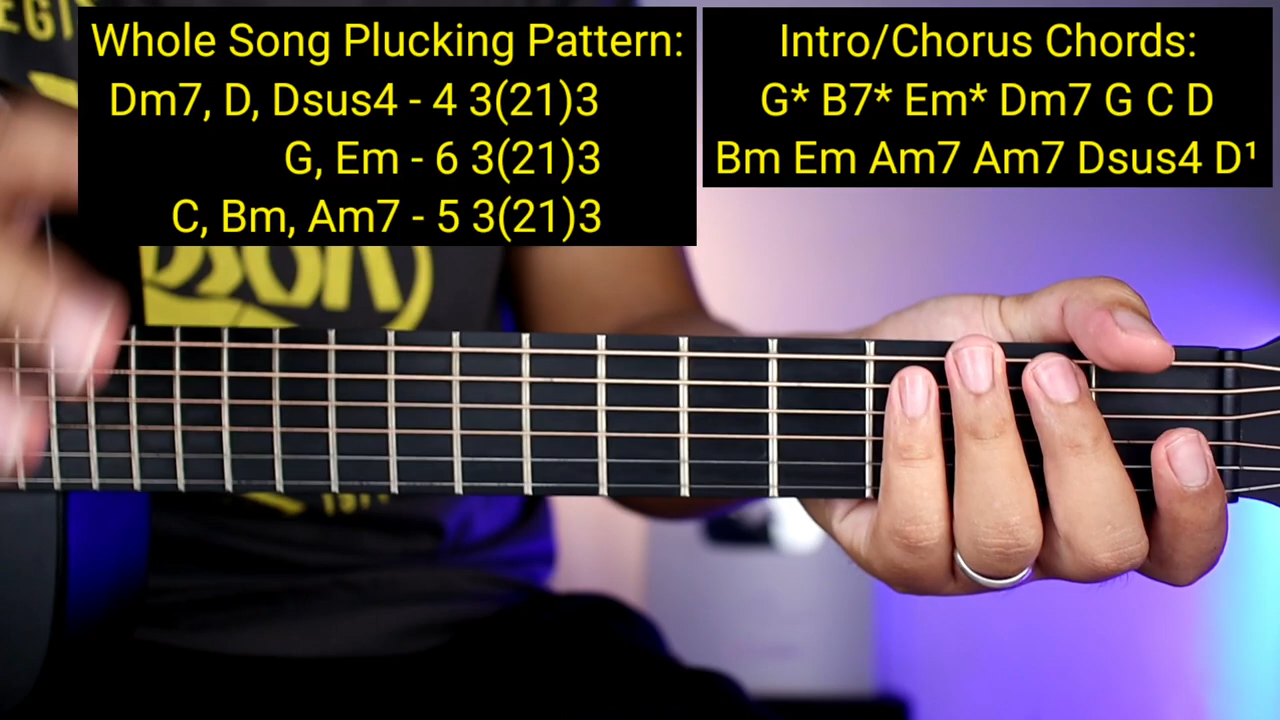 Whole Song Plucking Pattern:
Dm7, D, Dsus4 - 4 3(21)3
G, Em - 6 3(21)3
C, Bm, Am7 - 5 3(21)3
Intro/Chorus Chords:
G* B7* Em* Dm7 G C D
Bm Em Am7 Am7 Dsus4 D¹